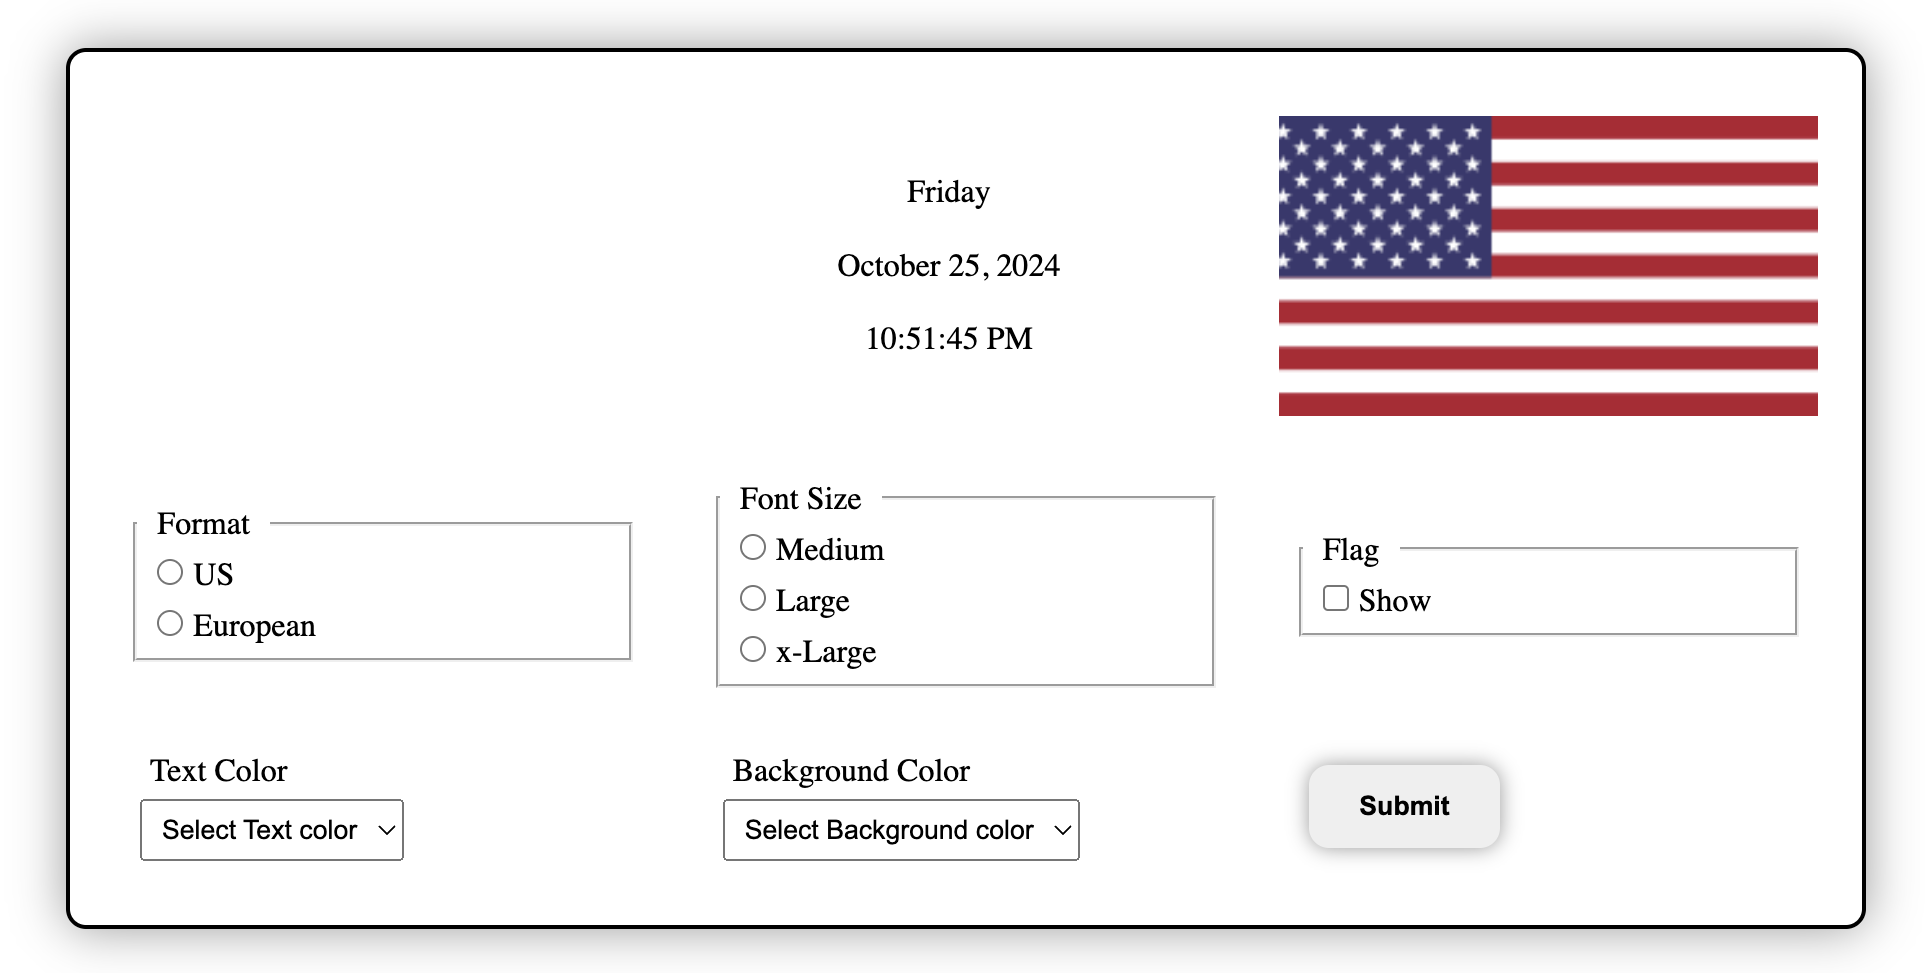 Friday
October 25, 2024
10:51:45 PM
Format
US
European
Font Size
Medium
Large
x-Large
Flag
Show
Text Color
Select Text color
Background Color
Select Background color
Submit